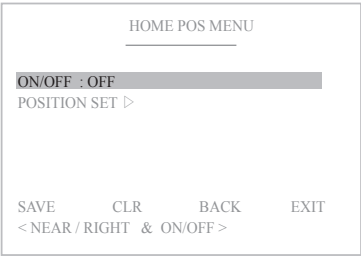 HOME POS MENU
ON/OFF : OFF
POSITION SET ▷
SAVE CLR BACK EXIT
< NEAR / RIGHT & ON/OFF >